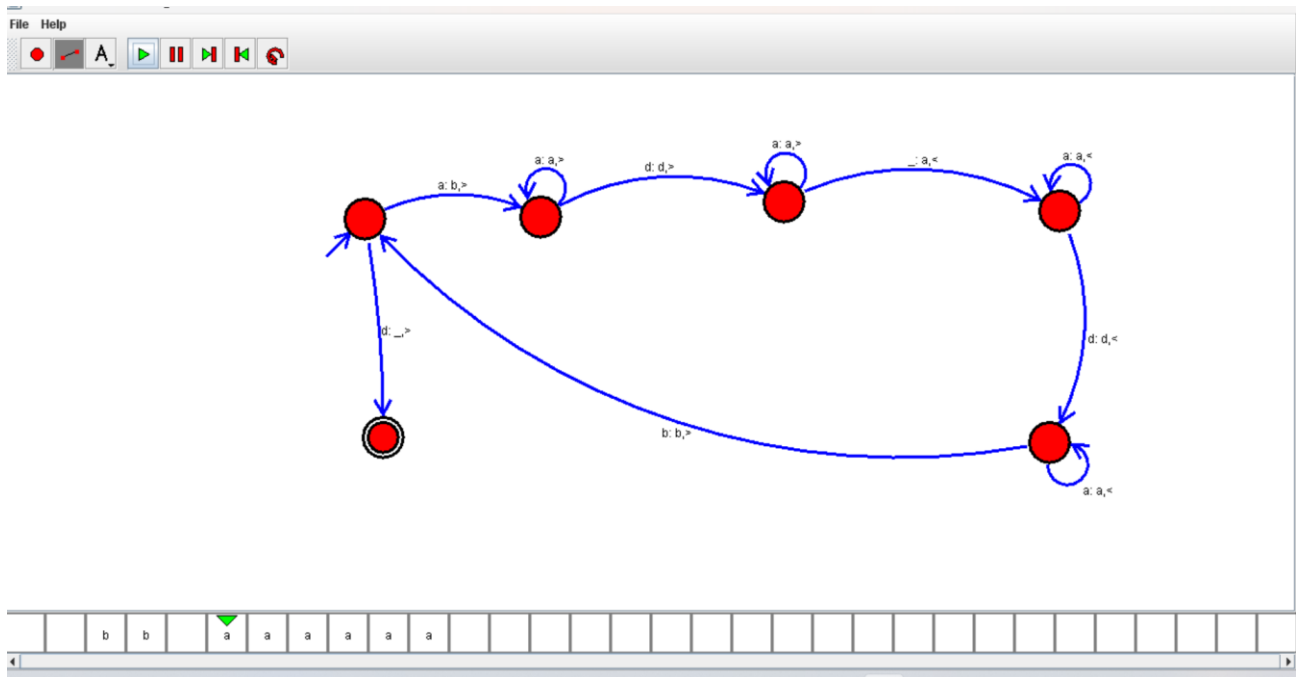 File Help
A
a: a,>
a: a,>
a: a,<
d: d,>
_: a,<
a: b,>
d: _,>
d: d,<
b: b,>
a: a,<
b b a a a a a a